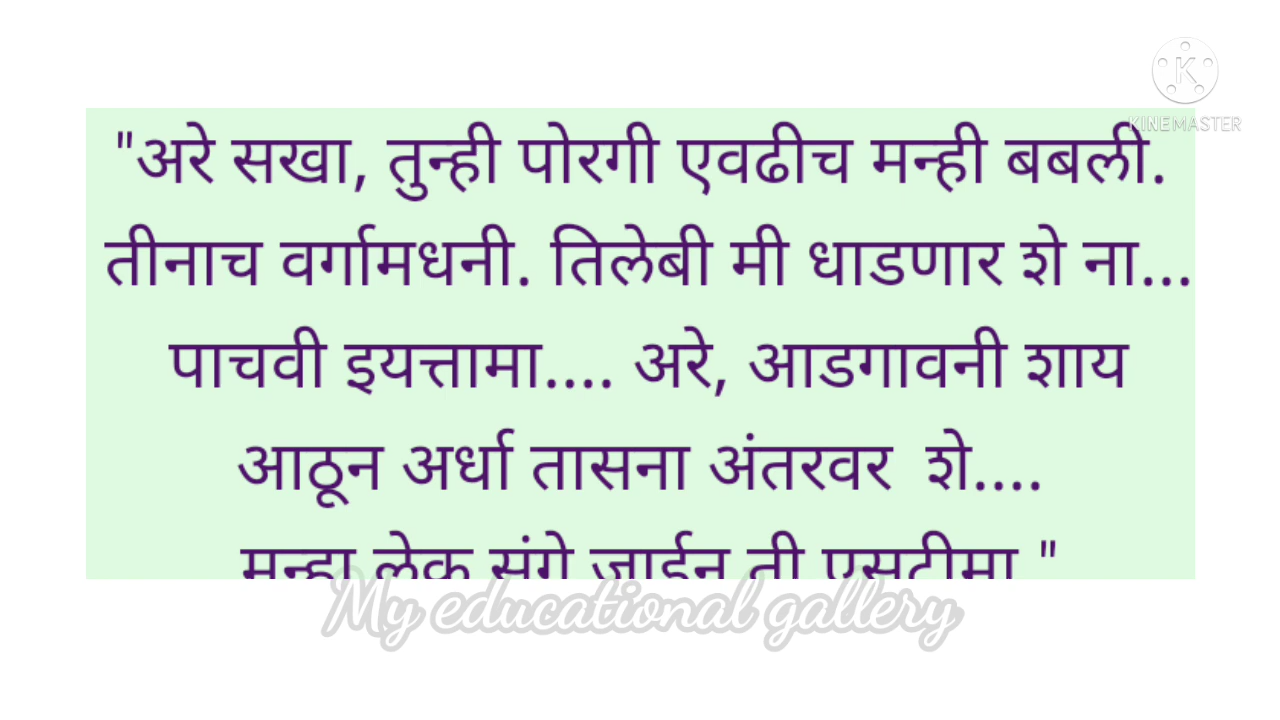 KINEMASTER
"अरे सखा, तुन्ही पोरगी एवढीच मन्ही बबली.
तीनाच वर्गामधनी. तिलेबी मी धाडणार शे ना...
पाचवी इयत्तामा.... अरे, आडगावनी शाय
आठून अर्धा तासना अंतरवर शे....
मन्हा लेक संगे जाईन ती एसटीमा."
My educational gallery